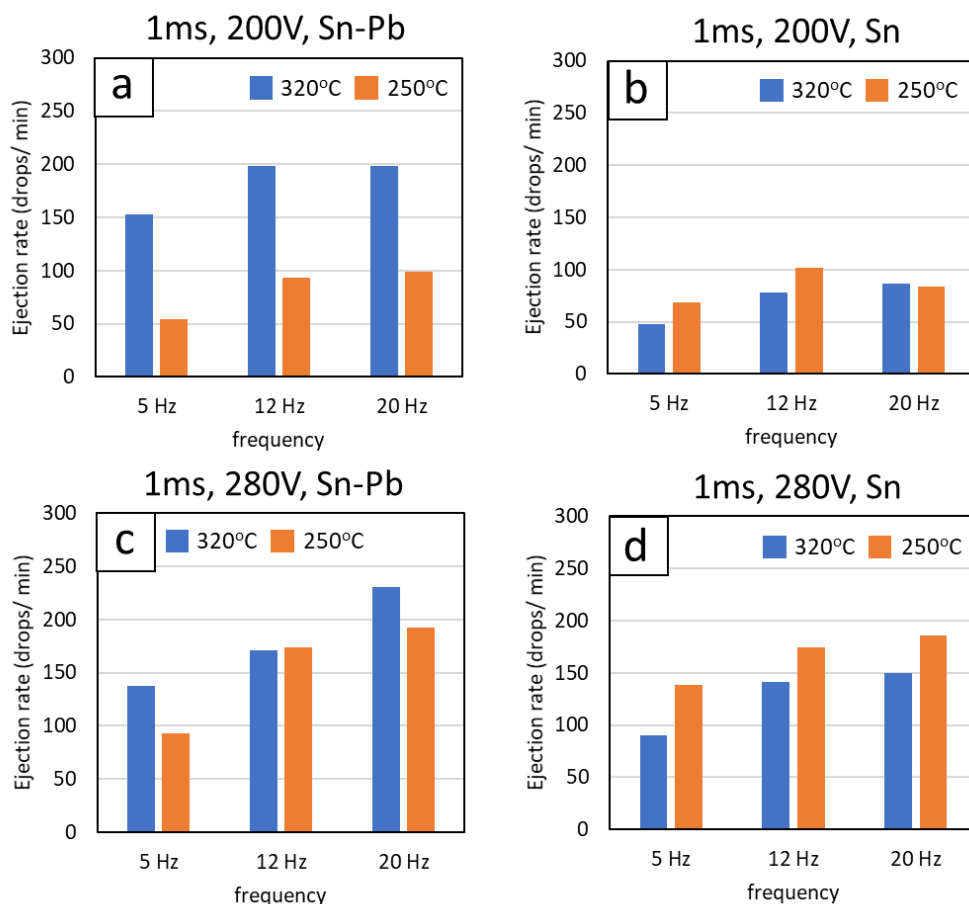 1ms, 200V, Sn-Pb
Ejection rate (drops/ min)
300
250
200
150
100
50
0
a
320°C 250°C
5 Hz 12 Hz 20 Hz
frequency
1ms, 200V, Sn
Ejection rate (drops/ min)
300
250
200
150
100
50
0
b
320°C 250°C
5 Hz 12 Hz 20 Hz
frequency
1ms, 280V, Sn-Pb
Ejection rate (drops/ min)
300
250
200
150
100
50
0
c
320°C 250°C
5 Hz 12 Hz 20 Hz
frequency
1ms, 280V, Sn
Ejection rate (drops/ min)
300
250
200
150
100
50
0
d
320°C 250°C
5 Hz 12 Hz 20 Hz
frequency